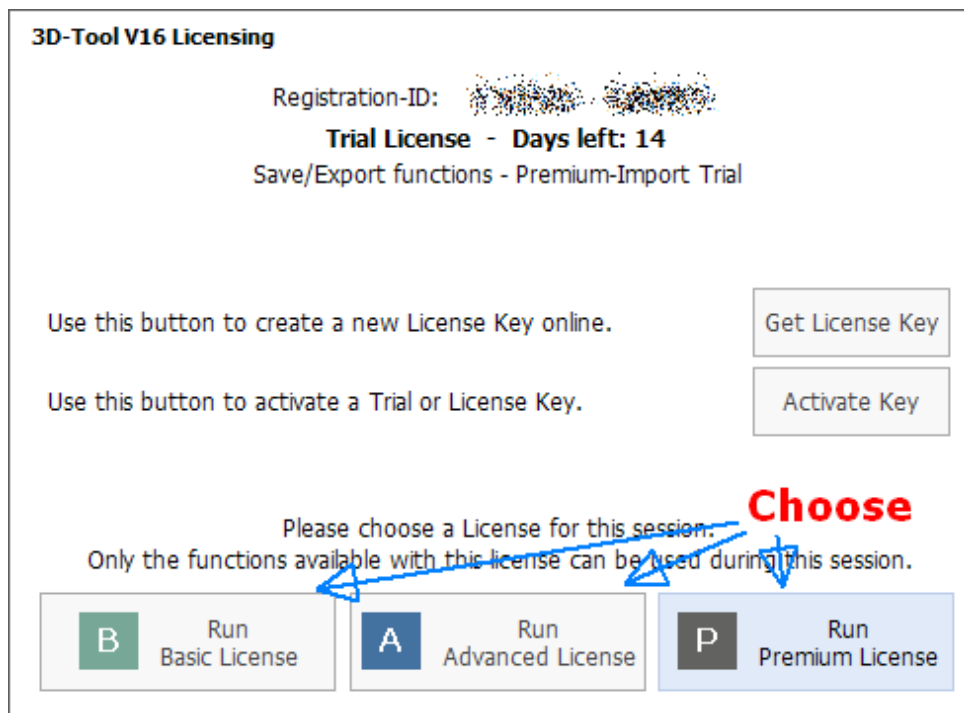 3D-Tool V16 Licensing
Registration-ID:
Trial License - Days left: 14
Save/Export functions - Premium-Import Trial
Use this button to create a new License Key online.
Get License Key
Use this button to activate a Trial or License Key.
Activate Key
Choose
Please choose a License for this session.
Only the functions available with this license can be used during this session.
B
Run
Basic License
A
Run
Advanced License
P
Run
Premium License